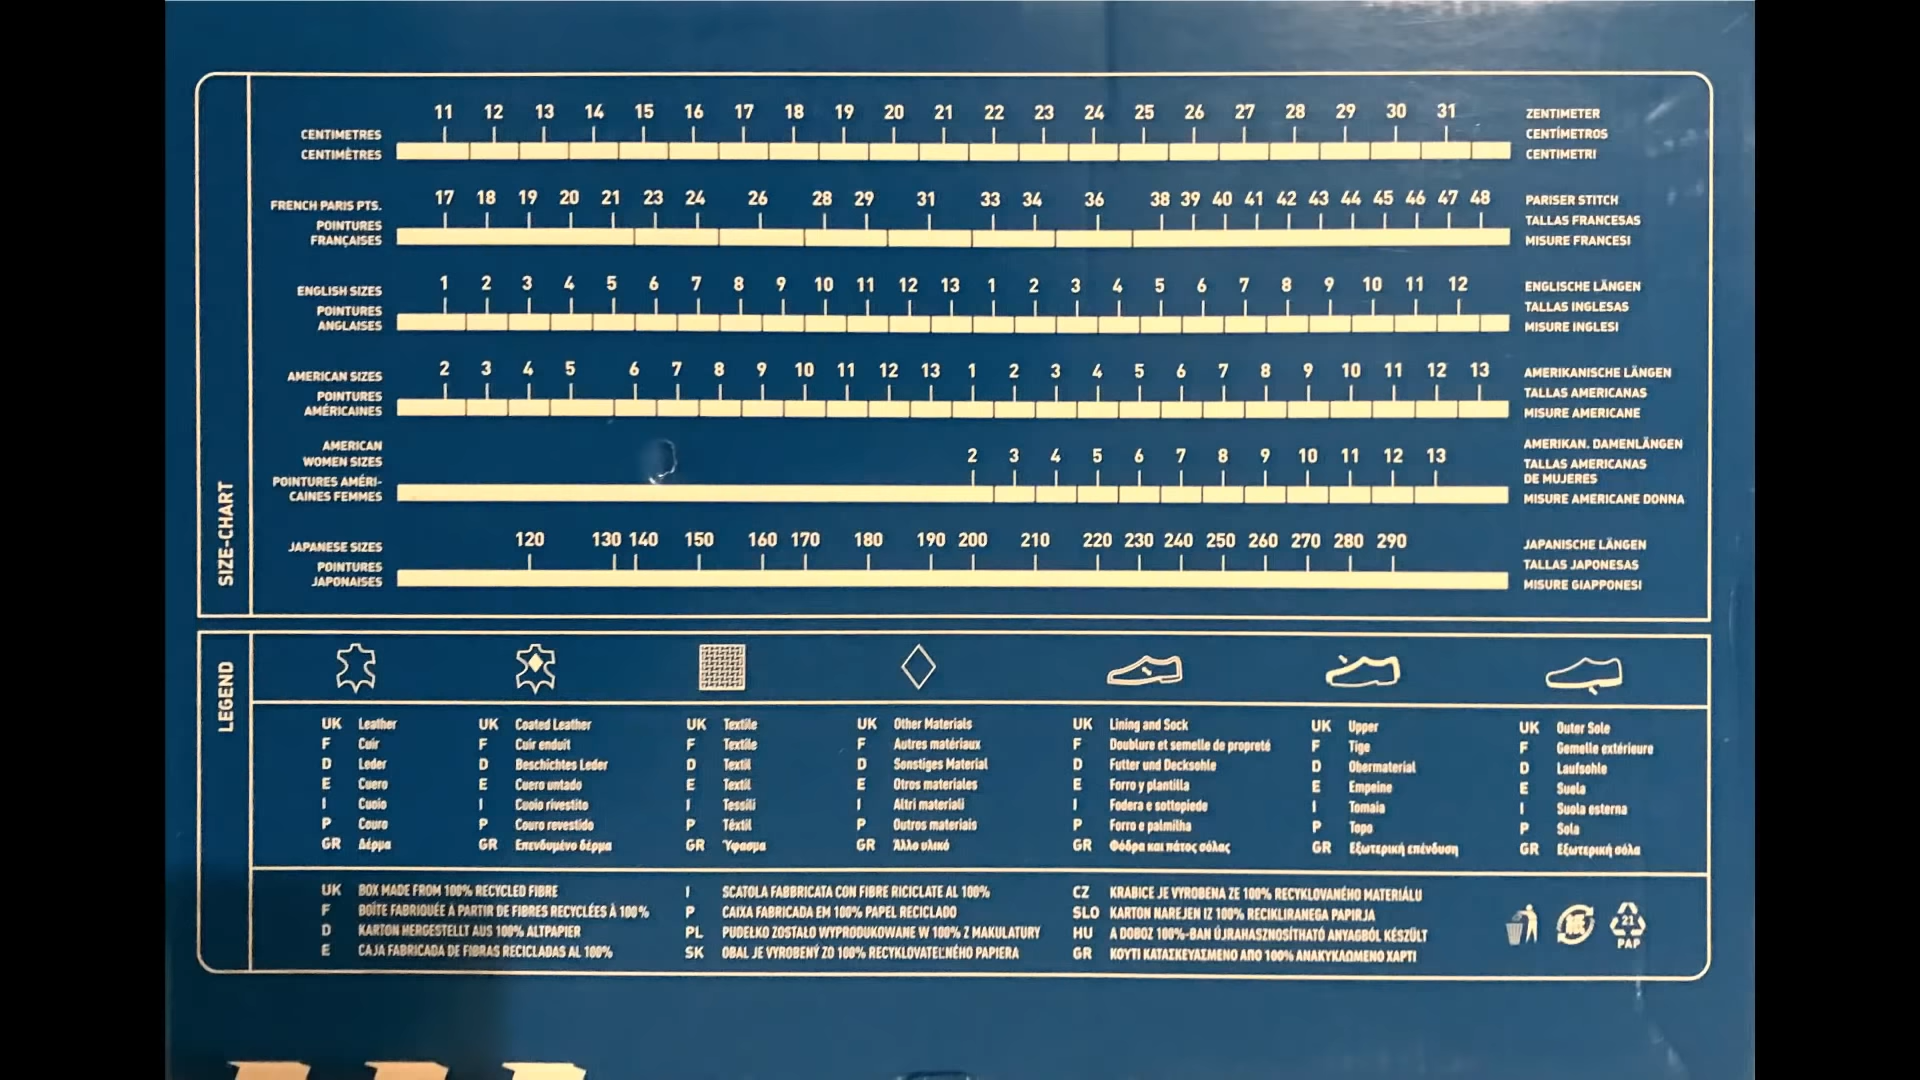 SIZE-CHART
11 12 13 14 15 16 17 18 19 20 21 22 23 24 25 26 27 28 29 30 31
CENTIMETRES
CENTIMÈTRES
ZENTIMETER
CENTÍMETROS
CENTIMETRI
17 18 19 20 21 23 24 26 28 29 31 33 34 36 38 39 40 41 42 43 44 45 46 47 48
FRENCH PARIS PTS.
POINTURES
FRANÇAISES
PARISER STITCH
TALLAS FRANCESAS
MISURE FRANCESI
1 2 3 4 5 6 7 8 9 10 11 12 13 1 2 3 4 5 6 7 8 9 10 11 12
ENGLISH SIZES
POINTURES
ANGLAISES
ENGLISCHE LÄNGEN
TALLAS INGLESAS
MISURE INGLESI
2 3 4 5 6 7 8 9 10 11 12 13 1 2 3 4 5 6 7 8 9 10 11 12 13
AMERICAN SIZES
POINTURES
AMÉRICAINES
AMERIKANISCHE LÄNGEN
TALLAS AMERICANAS
MISURE AMERICANE
2 3 4 5 6 7 8 9 10 11 12 13
AMERICAN
WOMEN SIZES
POINTURES AMÉRI-
CAINES FEMMES
AMERIKAN. DAMENLÄNGEN
TALLAS AMERICANAS
DE MUJERES
MISURE AMERICANE DONNA
120 130 140 150 160 170 180 190 200 210 220 230 240 250 260 270 280 290
JAPANESE SIZES
POINTURES
JAPONAISES
JAPANISCHE LÄNGEN
TALLAS JAPONESAS
MISURE GIAPPONESI
LEGEND
UK Leather
F Cuir
D Leder
E Cuero
I Cuoio
P Couro
GR Δέρμα
UK Coated Leather
F Cuir enduit
D Beschichtes Leder
E Cuero untado
I Cuoio rivestito
P Couro revestido
GR Επενδυμένο δέρμα
UK Textile
F Textile
D Textil
E Textil
I Tessili
P Têxtil
GR Ύφασμα
UK Other Materials
F Autres matériaux
D Sonstiges Material
E Otros materiales
I Altri materiali
P Outros materiais
GR Άλλο υλικό
UK Lining and Sock
F Doublure et semelle de propreté
D Futter und Decksohle
E Forro y plantilla
I Fodera e sottopiede
P Forro e palmilha
GR Φόδρα και πάτος σόλας
UK Upper
F Tige
D Obermaterial
E Empeine
I Tomaia
P Topo
GR Εξωτερική επένδυση
UK Outer Sole
F Gemelle extérieure
D Laufsohle
E Suela
I Suola esterna
P Sola
GR Εξωτερική σόλα
UK BOX MADE FROM 100% RECYCLED FIBRE
F BOÎTE FABRIQUÉE À PARTIR DE FIBRES RECYCLÉES À 100%
D KARTON HERGESTELLT AUS 100% ALTPAPIER
E CAJA FABRICADA DE FIBRAS RECICLADAS AL 100%
I SCATOLA FABBRICATA CON FIBRE RICICLATE AL 100%
P CAIXA FABRICADA EM 100% PAPEL RECICLADO
PL PUDEŁKO ZOSTAŁO WYPRODUKOWANE W 100% Z MAKULATURY
SK OBAL JE VYROBENÝ ZO 100% RECYKLOVATEĽNÉHO PAPIERA
CZ KRABICE JE VYROBENA ZE 100% RECYKLOVANÉHO MATERIÁLU
SLO KARTON NAREJEN IZ 100% RECIKLIRANEGA PAPIRJA
HU A DOBOZ 100%-BAN ÚJRAHASZNOSÍTHATÓ ANYAGBÓL KÉSZÜLT
GR ΚΟΥΤΙ ΚΑΤΑΣΚΕΥΑΣΜΕΝΟ ΑΠΟ 100% ΑΝΑΚΥΚΛΩΜΕΝΟ ΧΑΡΤΙ
紙
21
PAP